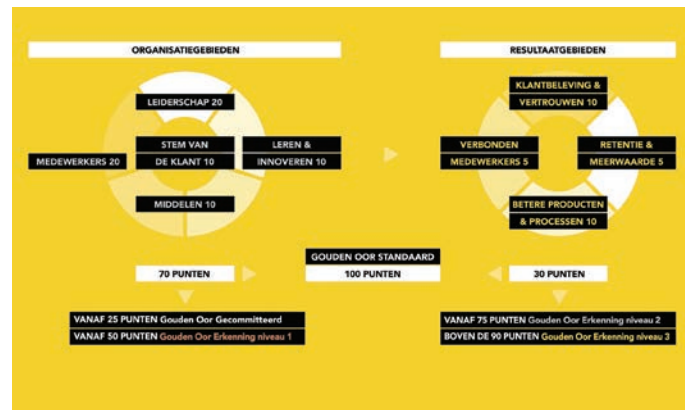 ORGANISATIEGEBIEDEN
LEIDERSCHAP 20
MEDEWERKERS 20
STEM VAN
DE KLANT 10
LEREN &
INNOVEREN 10
MIDDELEN 10
RESULTAATGEBIEDEN
KLANTBELEVING &
VERTROUWEN 10
VERBONDEN
MEDEWERKERS 5
RETENTIE &
MEERWAARDE 5
BETERE PRODUCTEN
& PROCESSEN 10
GOUDEN OOR STANDAARD
70 PUNTEN
100 PUNTEN
30 PUNTEN
VANAF 25 PUNTEN Gouden Oor Gecommitteerd
VANAF 50 PUNTEN Gouden Oor Erkenning niveau 1
VANAF 75 PUNTEN Gouden Oor Erkenning niveau 2
BOVEN DE 90 PUNTEN Gouden Oor Erkenning niveau 3